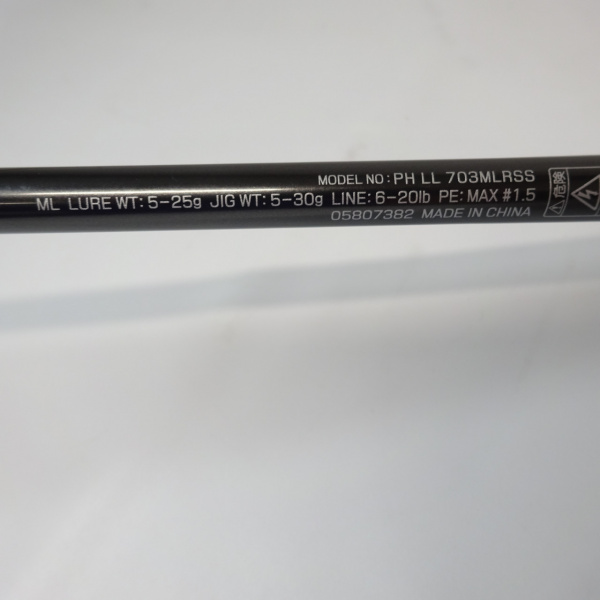 MODEL NO: PH LL 703MLRSS
ML LURE WT: 5-25g JIG WT: 5-30g LINE: 6-20lb PE: MAX #1.5
05807382 MADE IN CHINA
危険